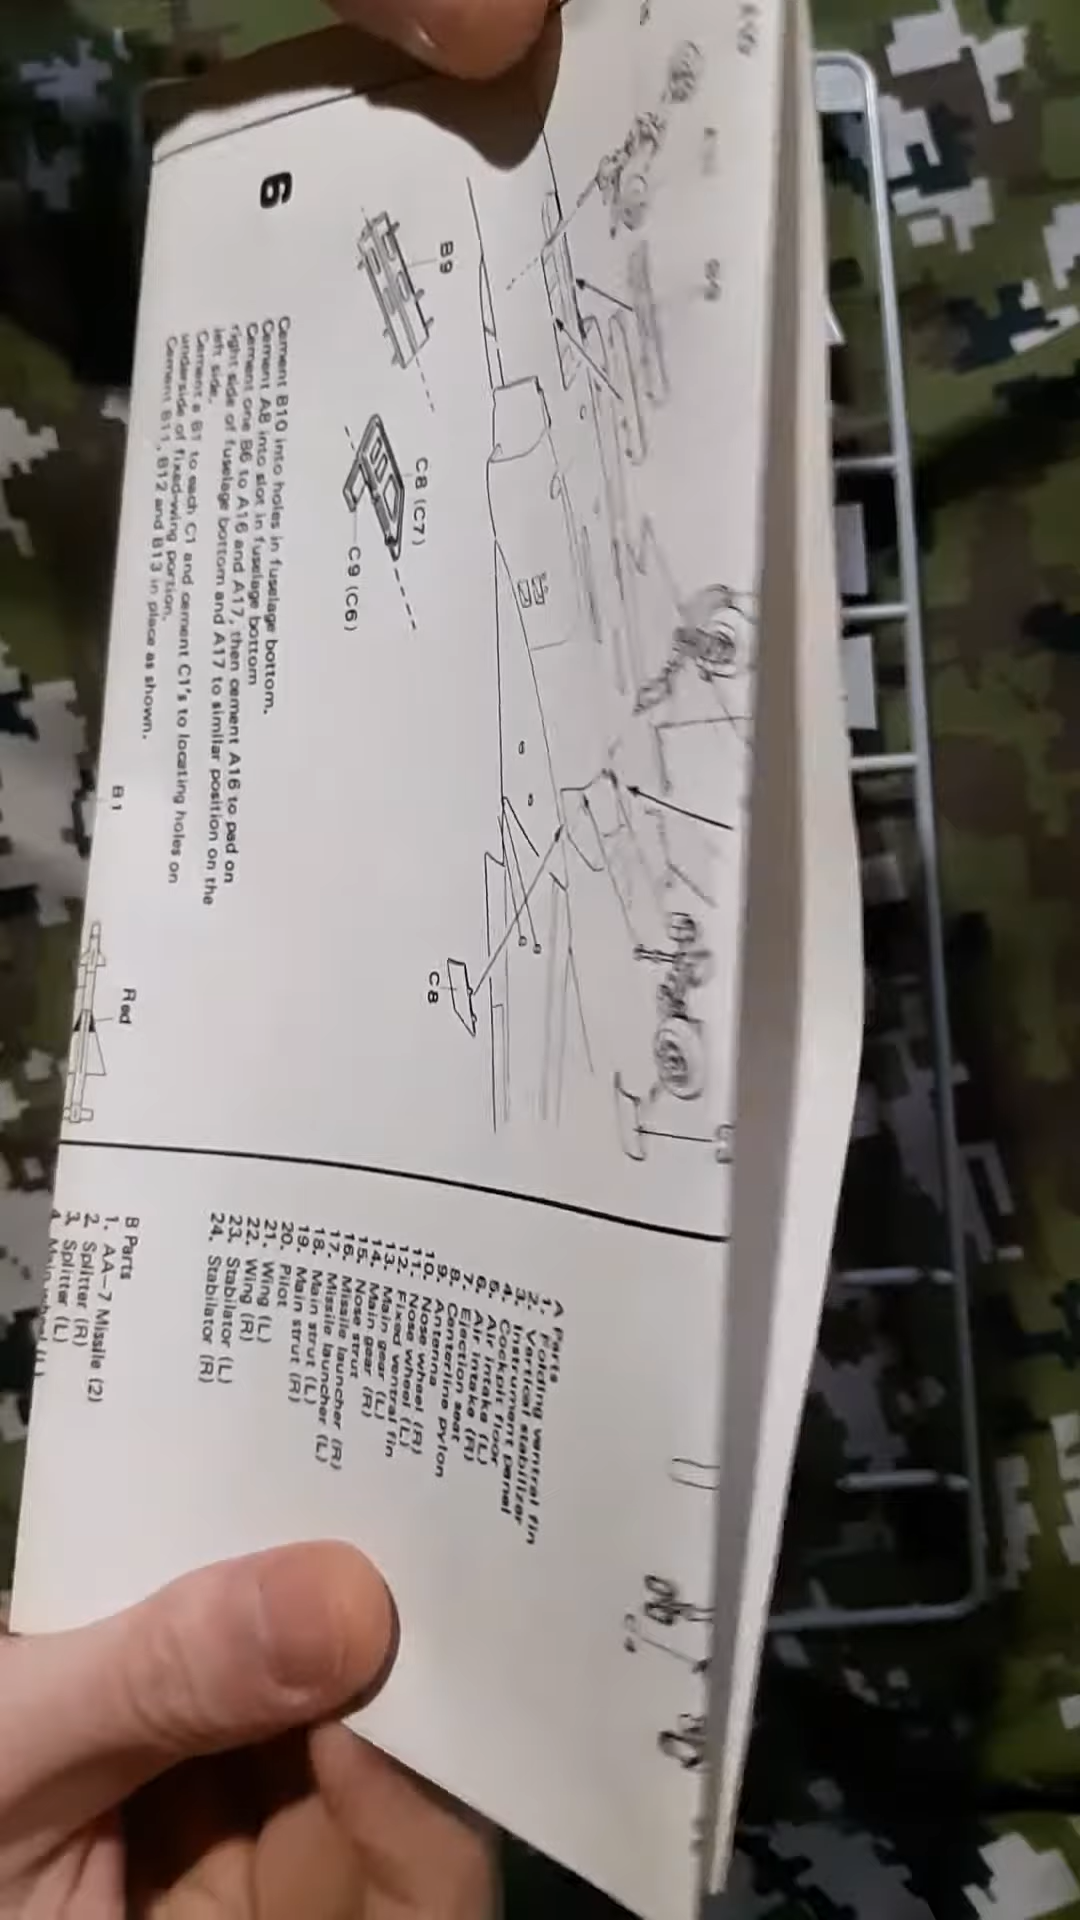 6
B9
C8 (C7)
C9 (C6)
C8
C3
Cement B10 into holes in fuselage bottom.
Cement A8 into slot in fuselage bottom
Cement one B6 to A16 and A17, then cement A16 to pad on
right side of fuselage bottom and A17 to similar position on the
left side.
Cement a B1 to each C1 and cement C1's to locating holes on
underside of fixed-wing portion.
Cement B11, B12 and B13 in place as shown.
B1
Red
A Parts
1. Folding ventral fin
2. Vertical stabilizer
3. Instrument panel
4. Cockpit floor
5. Air intake (L)
6. Air intake (R)
7. Ejection seat
8. Centerline pylon
9. Antenna
10. Nose wheel (R)
11. Nose wheel (L)
12. Fixed ventral fin
13. Main gear (L)
14. Main gear (R)
15. Nose strut
16. Missile launcher (R)
17. Missile launcher (L)
18. Main strut (L)
19. Main strut (R)
20. Pilot
21. Wing (L)
22. Wing (R)
23. Stabilator (L)
24. Stabilator (R)
B Parts
1. AA-7 Missile (2)
2. Splitter (R)
3. Splitter (L)
4. Main wheel (L)